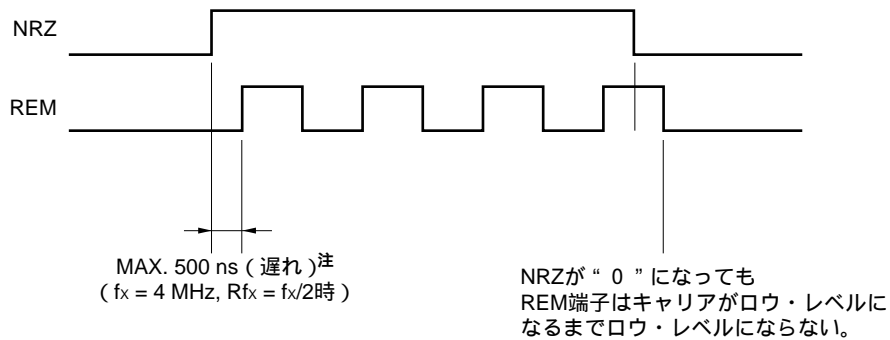 NRZ
REM
MAX. 500 ns ( 遅れ )注
( fx = 4 MHz, Rfx = fx/2時 )
NRZが “ 0 ” になっても
REM端子はキャリアがロウ・レベルに
なるまでロウ・レベルにならない。